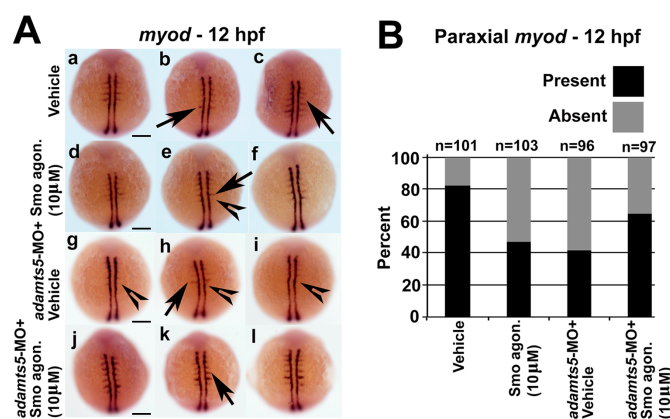 A
myod - 12 hpf
a
b
c
Vehicle
d
e
f
Smo agon.
(10µM)
g
h
i
adamts5-MO+
Vehicle
j
k
l
adamts5-MO+
Smo agon.
(10µM)
B
Paraxial myod - 12 hpf
Present
Absent
n=101 n=103 n=96 n=97
100
80
60
40
20
0
Percent
Vehicle
Smo agon.
(10µM)
adamts5-MO+
Vehicle
adamts5-MO+
Smo agon.
(10µM)